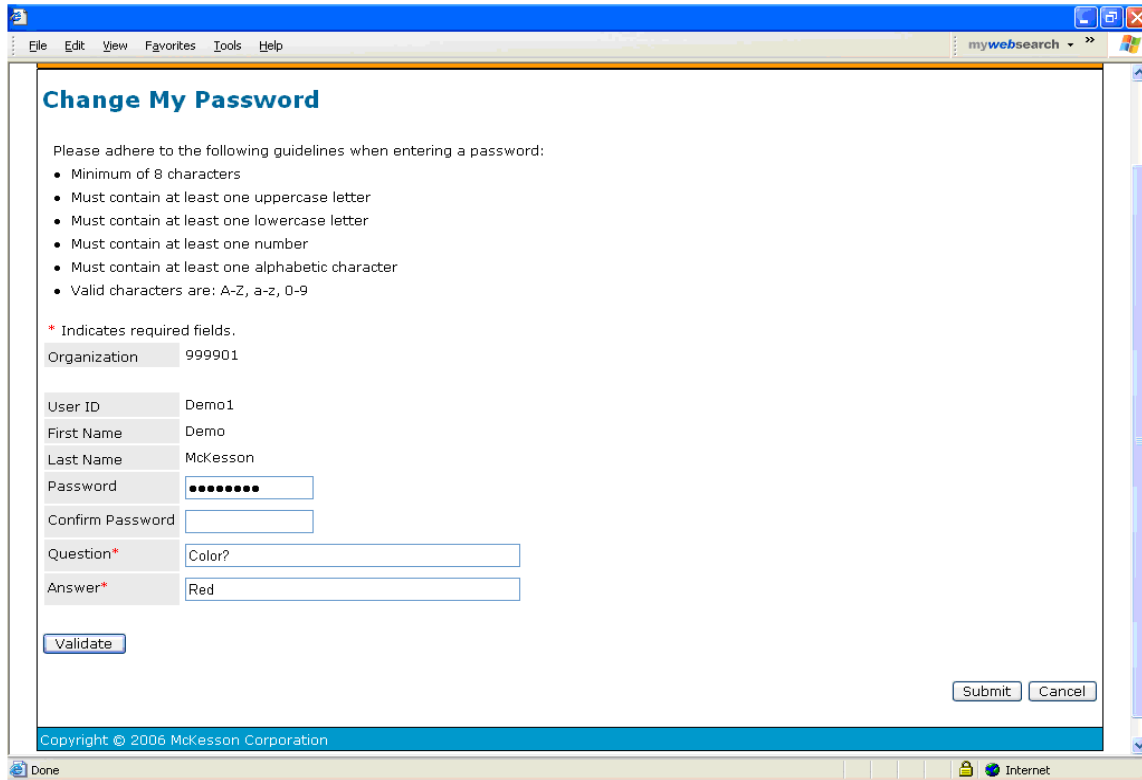 File Edit View Favorites Tools Help mywebsearch »
Change My Password
Please adhere to the following guidelines when entering a password:
• Minimum of 8 characters
• Must contain at least one uppercase letter
• Must contain at least one lowercase letter
• Must contain at least one number
• Must contain at least one alphabetic character
• Valid characters are: A-Z, a-z, 0-9
* Indicates required fields.
Organization 999901
User ID Demo1
First Name Demo
Last Name McKesson
Password ••••••••
Confirm Password
Question* Color?
Answer* Red
Validate
Submit Cancel
Copyright © 2006 McKesson Corporation
Done Internet